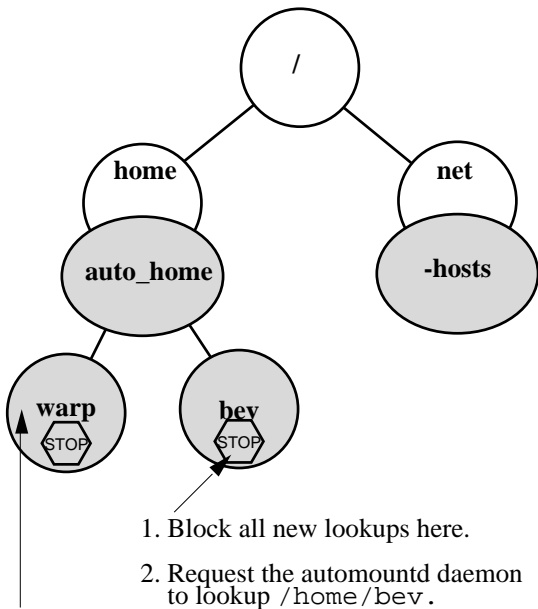 /
home
net
auto_home
-hosts
warp
bev
STOP
STOP
1. Block all new lookups here.
2. Request the automountd daemon
to lookup /home/bev.